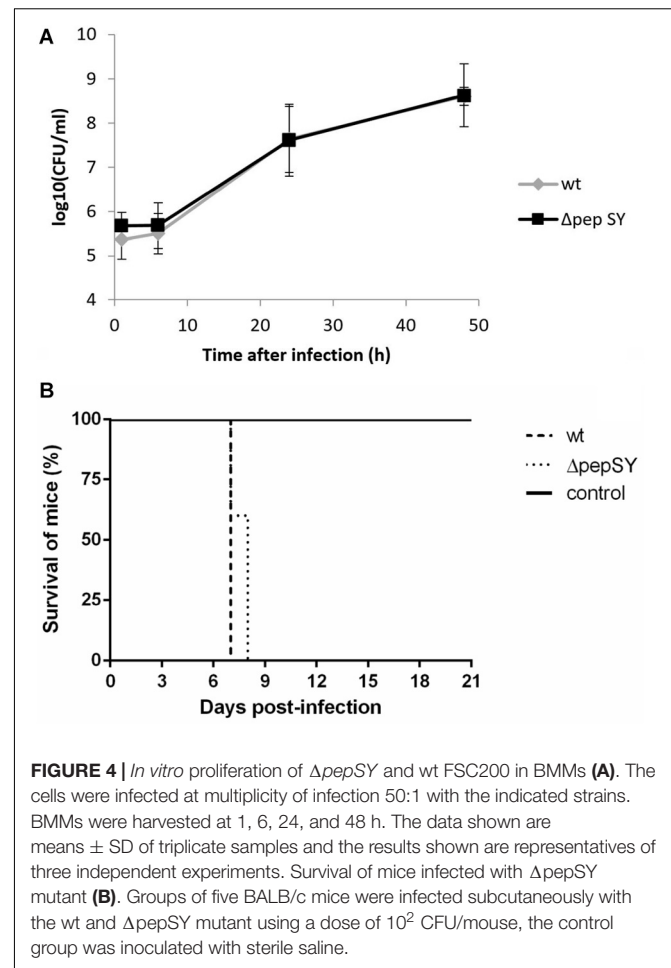 A
log10(CFU/ml)
10
9
8
7
6
5
4
0
10
20
30
40
50
Time after infection (h)
wt
Δpep SY
B
Survival of mice (%)
100
75
50
25
0
0
3
6
9
12
15
18
21
Days post-infection
wt
ΔpepSY
control
FIGURE 4 | In vitro proliferation of ΔpepSY and wt FSC200 in BMMs (A). The
cells were infected at multiplicity of infection 50:1 with the indicated strains.
BMMs were harvested at 1, 6, 24, and 48 h. The data shown are
means ± SD of triplicate samples and the results shown are representatives of
three independent experiments. Survival of mice infected with ΔpepSY
mutant (B). Groups of five BALB/c mice were infected subcutaneously with
the wt and ΔpepSY mutant using a dose of 10² CFU/mouse, the control
group was inoculated with sterile saline.